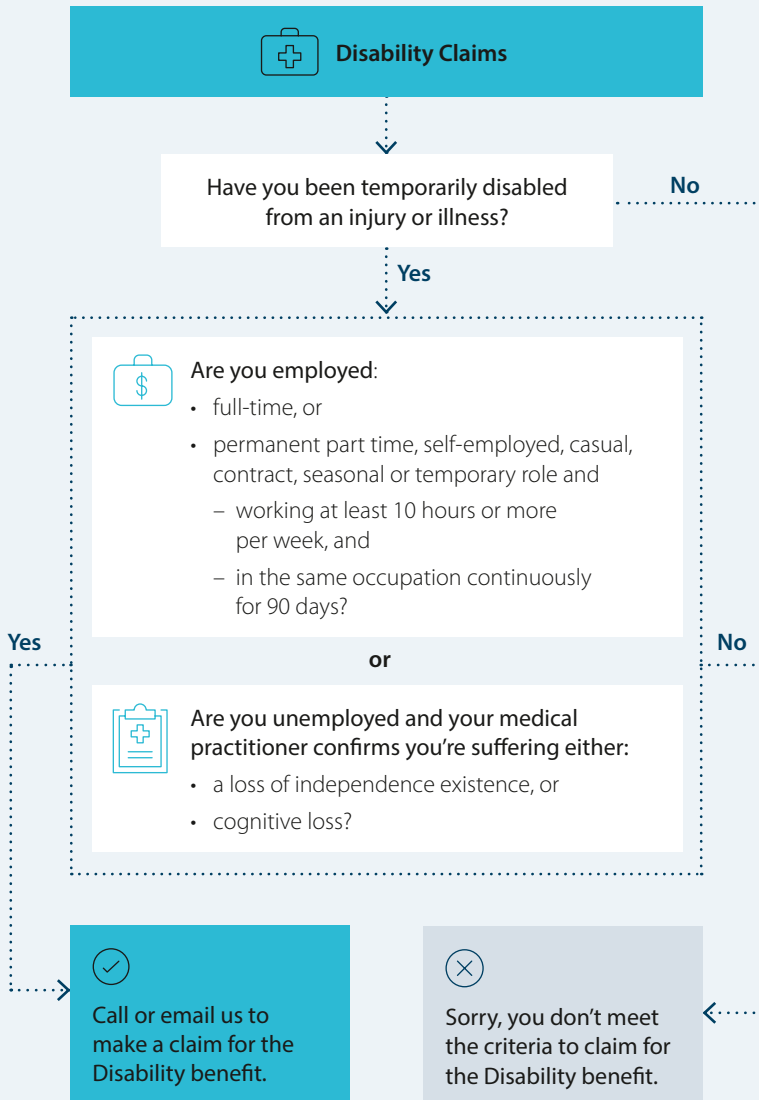 Disability Claims
Have you been temporarily disabled
from an injury or illness?
No
Yes
$
Are you employed:
• full-time, or
• permanent part time, self-employed, casual,
contract, seasonal or temporary role and
– working at least 10 hours or more
per week, and
– in the same occupation continuously
for 90 days?
Yes
or
No
Are you unemployed and your medical
practitioner confirms you're suffering either:
• a loss of independence existence, or
• cognitive loss?
Call or email us to
make a claim for the
Disability benefit.
Sorry, you don't meet
the criteria to claim for
the Disability benefit.